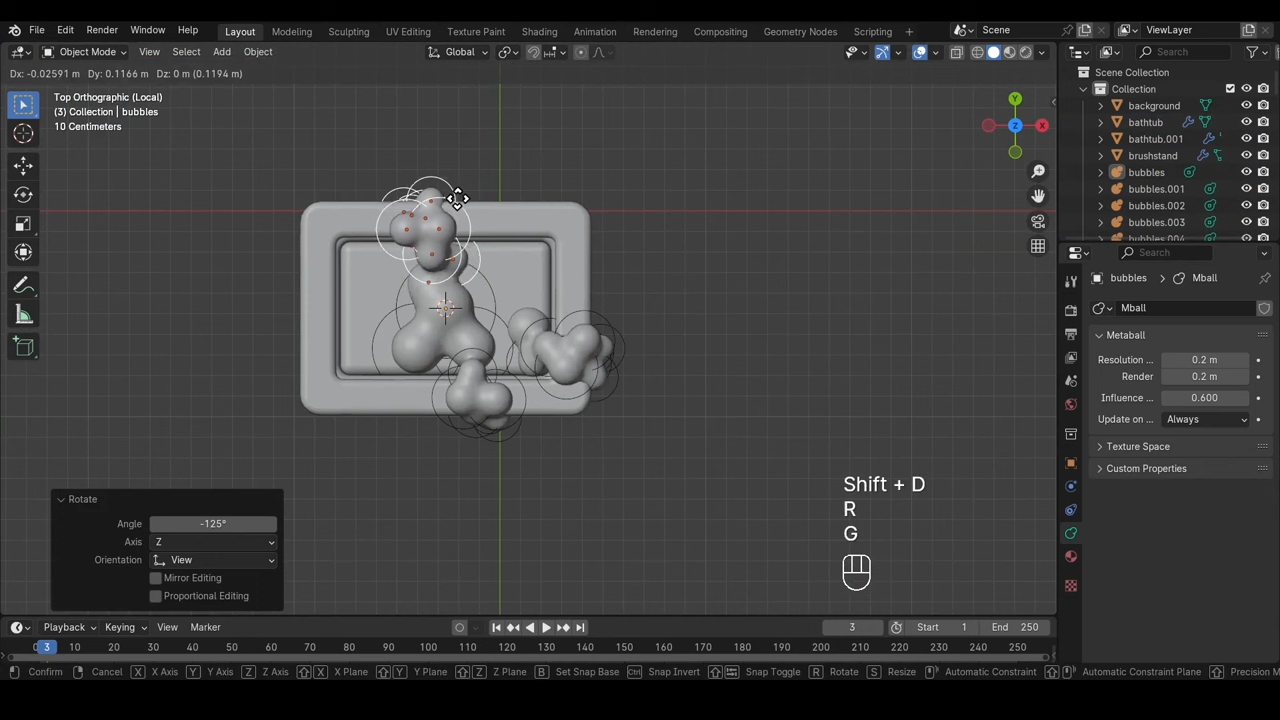 File Edit Render Window Help Layout Modeling Sculpting UV Editing Texture Paint Shading Animation Rendering Compositing Geometry Nodes Scripting Scene ViewLayer
Object Mode View Select Add Object Global Search
Dx: -0.02591 m Dy: 0.1166 m Dz: 0 m (0.1194 m)
Scene Collection
Top Orthographic (Local)
(3) Collection | bubbles
10 Centimeters
Y
Z
X
Collection
background
bathtub
bathtub.001
brushstand
bubbles
bubbles.001
bubbles.002
bubbles.003
bubbles.004
Search
bubbles Mball
Mball
Metaball
Resolution ... 0.2 m
Render 0.2 m
Influence ... 0.600
Update on ... Always
Texture Space
Custom Properties
Shift + D
R
G
Rotate
Angle -125°
Axis Z
Orientation View
Mirror Editing
Proportional Editing
Playback Keying View Marker 3 Start 1 End 250
3 10 20 30 40 50 60 70 80 90 100 110 120 130 140 150 160 170 180 190 200 210 220 230 240 250
Confirm Cancel X X Axis Y Y Axis Z Z Axis X X Plane Y Y Plane Z Z Plane B Set Snap Base Ctrl Snap Invert Snap Toggle R Rotate S Resize Automatic Constraint Automatic Constraint Plane Precision M